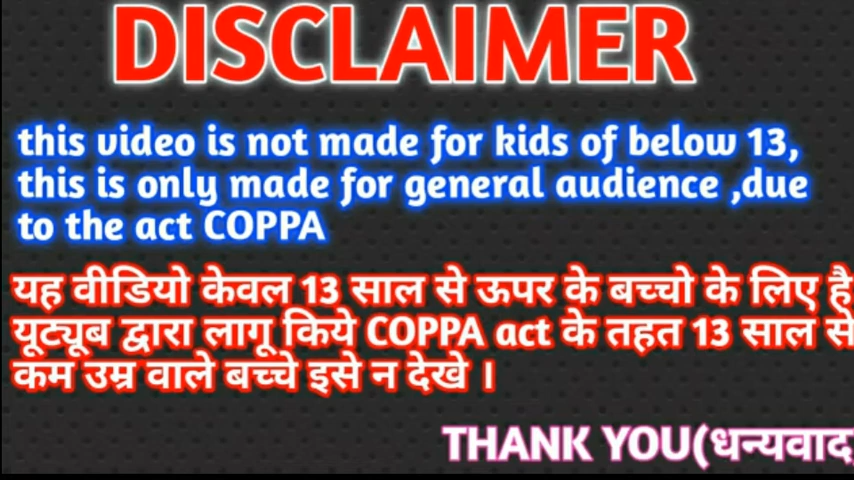 DISCLAIMER
this video is not made for kids of below 13,
this is only made for general audience ,due
to the act COPPA
यह वीडियो केवल 13 साल से ऊपर के बच्चो के लिए है
यूट्यूब द्वारा लागू किये COPPA act के तहत 13 साल से
कम उम्र वाले बच्चे इसे न देखे ।
THANK YOU(धन्यवाद